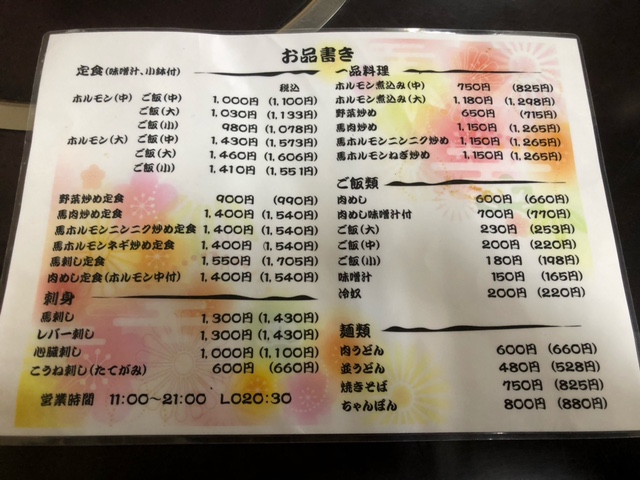 お品書き
定食(味噌汁、小鉢付)
税込
ホルモン(中) ご飯(中) 1,000円 (1,100円)
ご飯(大) 1,030円 (1,133円)
ご飯(小) 980円 (1,078円)
ホルモン(大) ご飯(中) 1,430円 (1,573円)
ご飯(大) 1,460円 (1,606円)
ご飯(小) 1,410円 (1,551円)
野菜炒め定食 900円 (990円)
馬肉炒め定食 1,400円 (1,540円)
馬ホルモンニンニク炒め定食 1,400円 (1,540円)
馬ホルモンネギ炒め定食 1,400円 (1,540円)
馬刺し定食 1,550円 (1,705円)
肉めし定食(ホルモン中付) 1,400円 (1,540円)
刺身
馬刺し 1,300円 (1,430円)
レバー刺し 1,300円 (1,430円)
心臓刺し 1,000円 (1,100円)
こうね刺し(たてがみ) 600円 (660円)
営業時間 11:00~21:00 LO20:30
一品料理
ホルモン煮込み(中) 750円 (825円)
ホルモン煮込み(大) 1,180円 (1,298円)
野菜炒め 650円 (715円)
馬肉炒め 1,150円 (1,265円)
馬ホルモンニンニク炒め 1,150円 (1,265円)
馬ホルモンねぎ炒め 1,150円 (1,265円)
ご飯類
肉めし 600円 (660円)
肉めし味噌汁付 700円 (770円)
ご飯(大) 230円 (253円)
ご飯(中) 200円 (220円)
ご飯(小) 180円 (198円)
味噌汁 150円 (165円)
冷奴 200円 (220円)
麺類
肉うどん 600円 (660円)
並うどん 480円 (528円)
焼きそば 750円 (825円)
ちゃんぽん 800円 (880円)